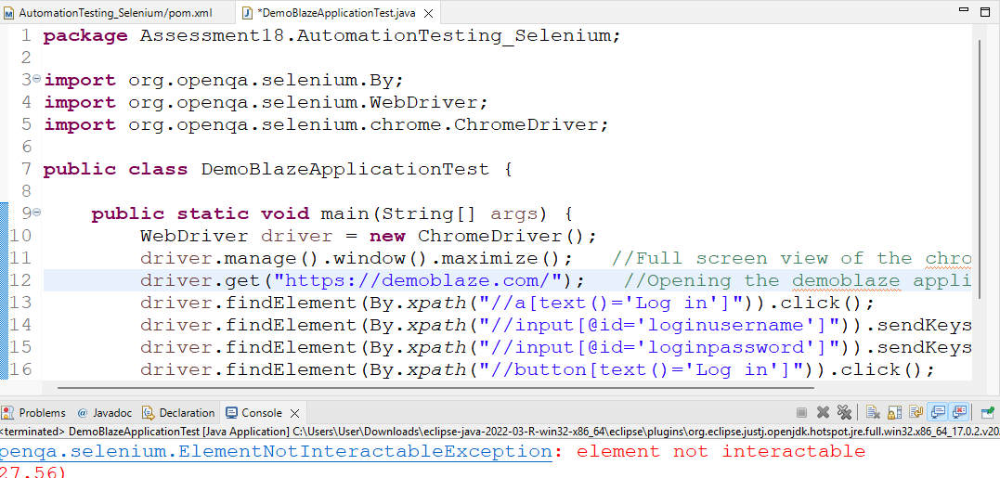 AutomationTesting_Selenium/pom.xml
*DemoBlazeApplicationTest.java
1 package Assessment18.AutomationTesting_Selenium;
2
3 import org.openqa.selenium.By;
4 import org.openqa.selenium.WebDriver;
5 import org.openqa.selenium.chrome.ChromeDriver;
6
7 public class DemoBlazeApplicationTest {
8
9 public static void main(String[] args) {
10 WebDriver driver = new ChromeDriver();
11 driver.manage().window().maximize(); //Full screen view of the chro
12 driver.get("https://demoblaze.com/"); //Opening the demoblaze appli
13 driver.findElement(By.xpath("//a[text()='Log in']")).click();
14 driver.findElement(By.xpath("//input[@id='loginusername']")).sendKeys
15 driver.findElement(By.xpath("//input[@id='loginpassword']")).sendKeys
16 driver.findElement(By.xpath("//button[text()='Log in']")).click();
Problems @ Javadoc Declaration Console
<terminated> DemoBlazeApplicationTest [Java Application] C:\Users\User\Downloads\eclipse-java-2022-03-R-win32-x86_64\eclipse\plugins\org.eclipse.justj.openjdk.hotspot.jre.full.win32.x86_64_17.0.2.v20
penqa.selenium.ElementNotInteractableException: element not interactable
27.56)